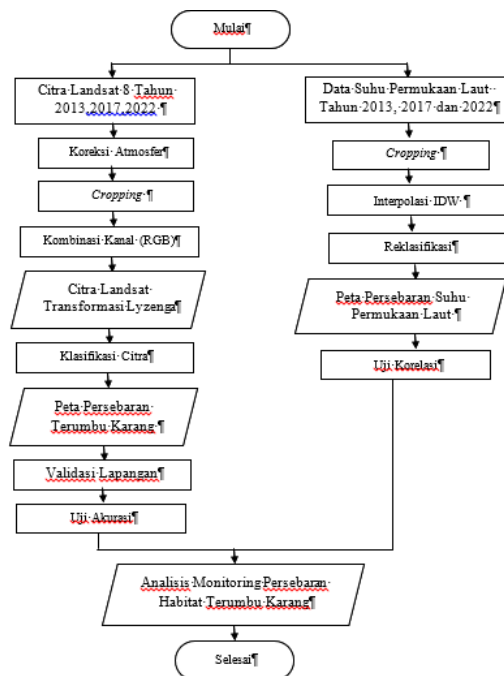 Mulai¶
Citra·Landsat·8·Tahun·
2013,2017,2022·¶
Koreksi·Atmosfer¶
Cropping·¶
Kombinasi·Kanal·(RGB)¶
Citra·Landsat·
Transformasi·Lyzenga¶
Klasifikasi·Citra¶
Peta·Persebaran·
Terumbu·Karang·¶
Validasi·Lapangan¶
Uji·Akurasi¶
Data·Suhu·Permukaan·Laut··
Tahun·2013,·2017·dan·2022·¶
Cropping·¶
Interpolasi·IDW·¶
Reklasifikasi¶
Peta·Persebaran·Suhu·
Permukaan·Laut·¶
Uji·Korelasi¶
Analisis·Monitoring·Persebaran·
Habitat·Terumbu·Karang¶
Selesai¶